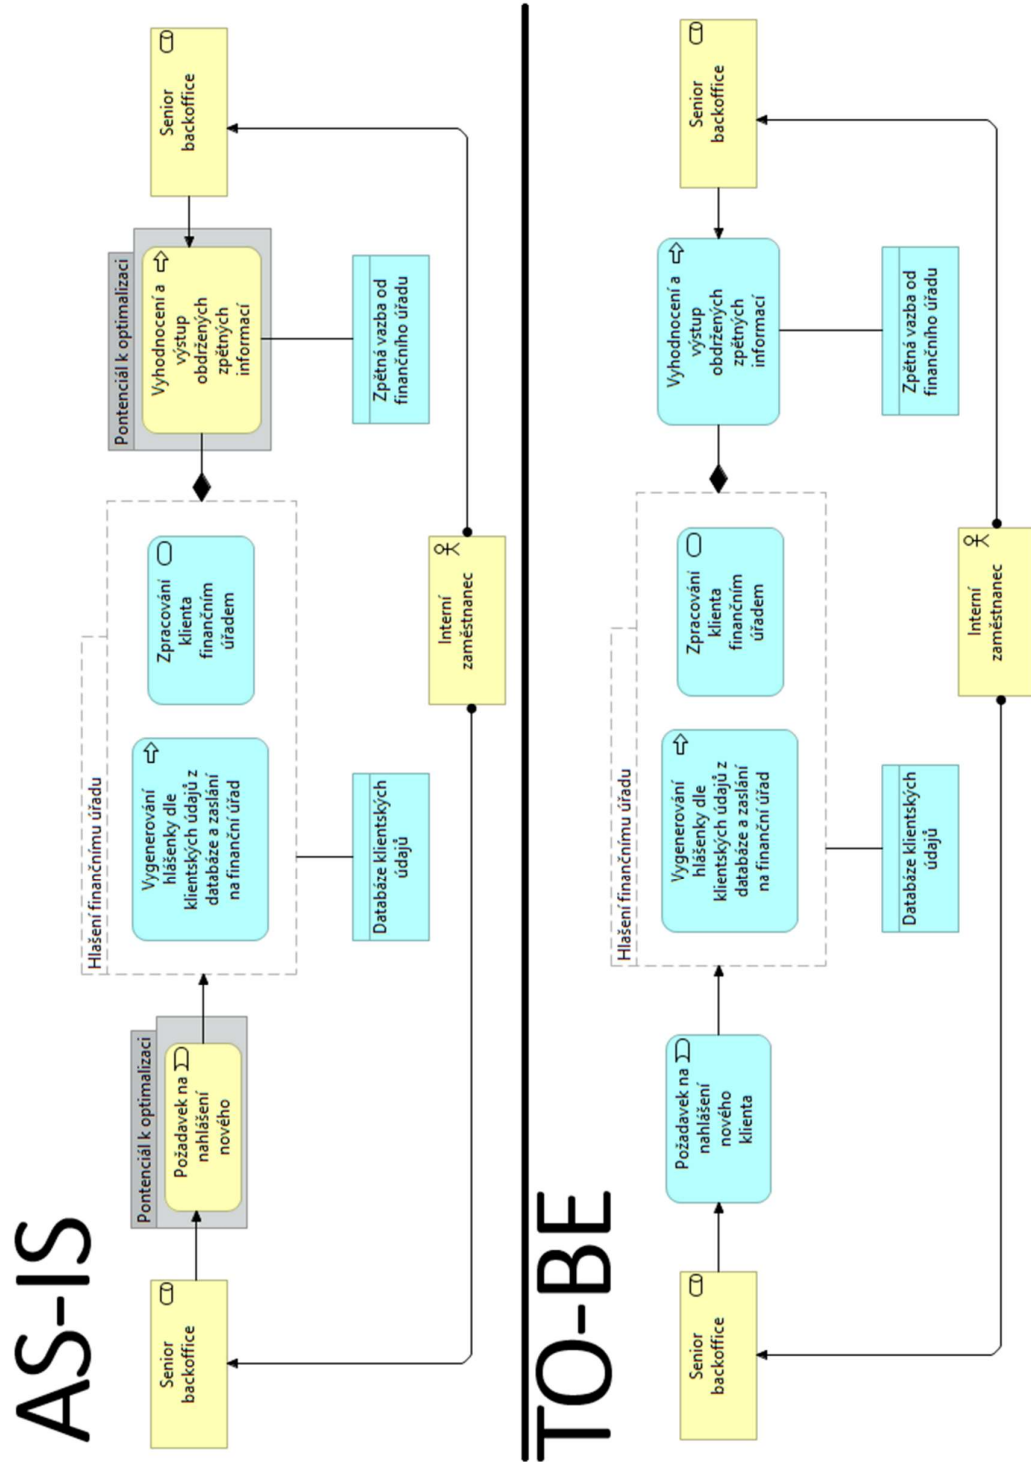 AS-IS
Senior
backoffice
Pontenciál k optimalizaci
Požadavek na
nahlášení
nového
Hlašení finančnímu úřadu
Vygenerování
hlášenky dle
klientských údajů z
databáze a zaslání
na finanční úřad
Zpracování
klienta
finančním
úřadem
Pontenciál k optimalizaci
Vyhodnocení a
výstup
obdržených
zpětných
informací
Senior
backoffice
Databáze klientských
údajů
Zpětná vazba od
finančního úřadu
Interní
zaměstnanec
TO-BE
Senior
backoffice
Požadavek na
nahlášení
nového
klienta
Hlašení finančnímu úřadu
Vygenerování
hlášenky dle
klientských údajů z
databáze a zaslání
na finanční úřad
Zpracování
klienta
finančním
úřadem
Vyhodnocení a
výstup
obdržených
zpětných
informací
Senior
backoffice
Databáze klientských
údajů
Zpětná vazba od
finančního úřadu
Interní
zaměstnanec